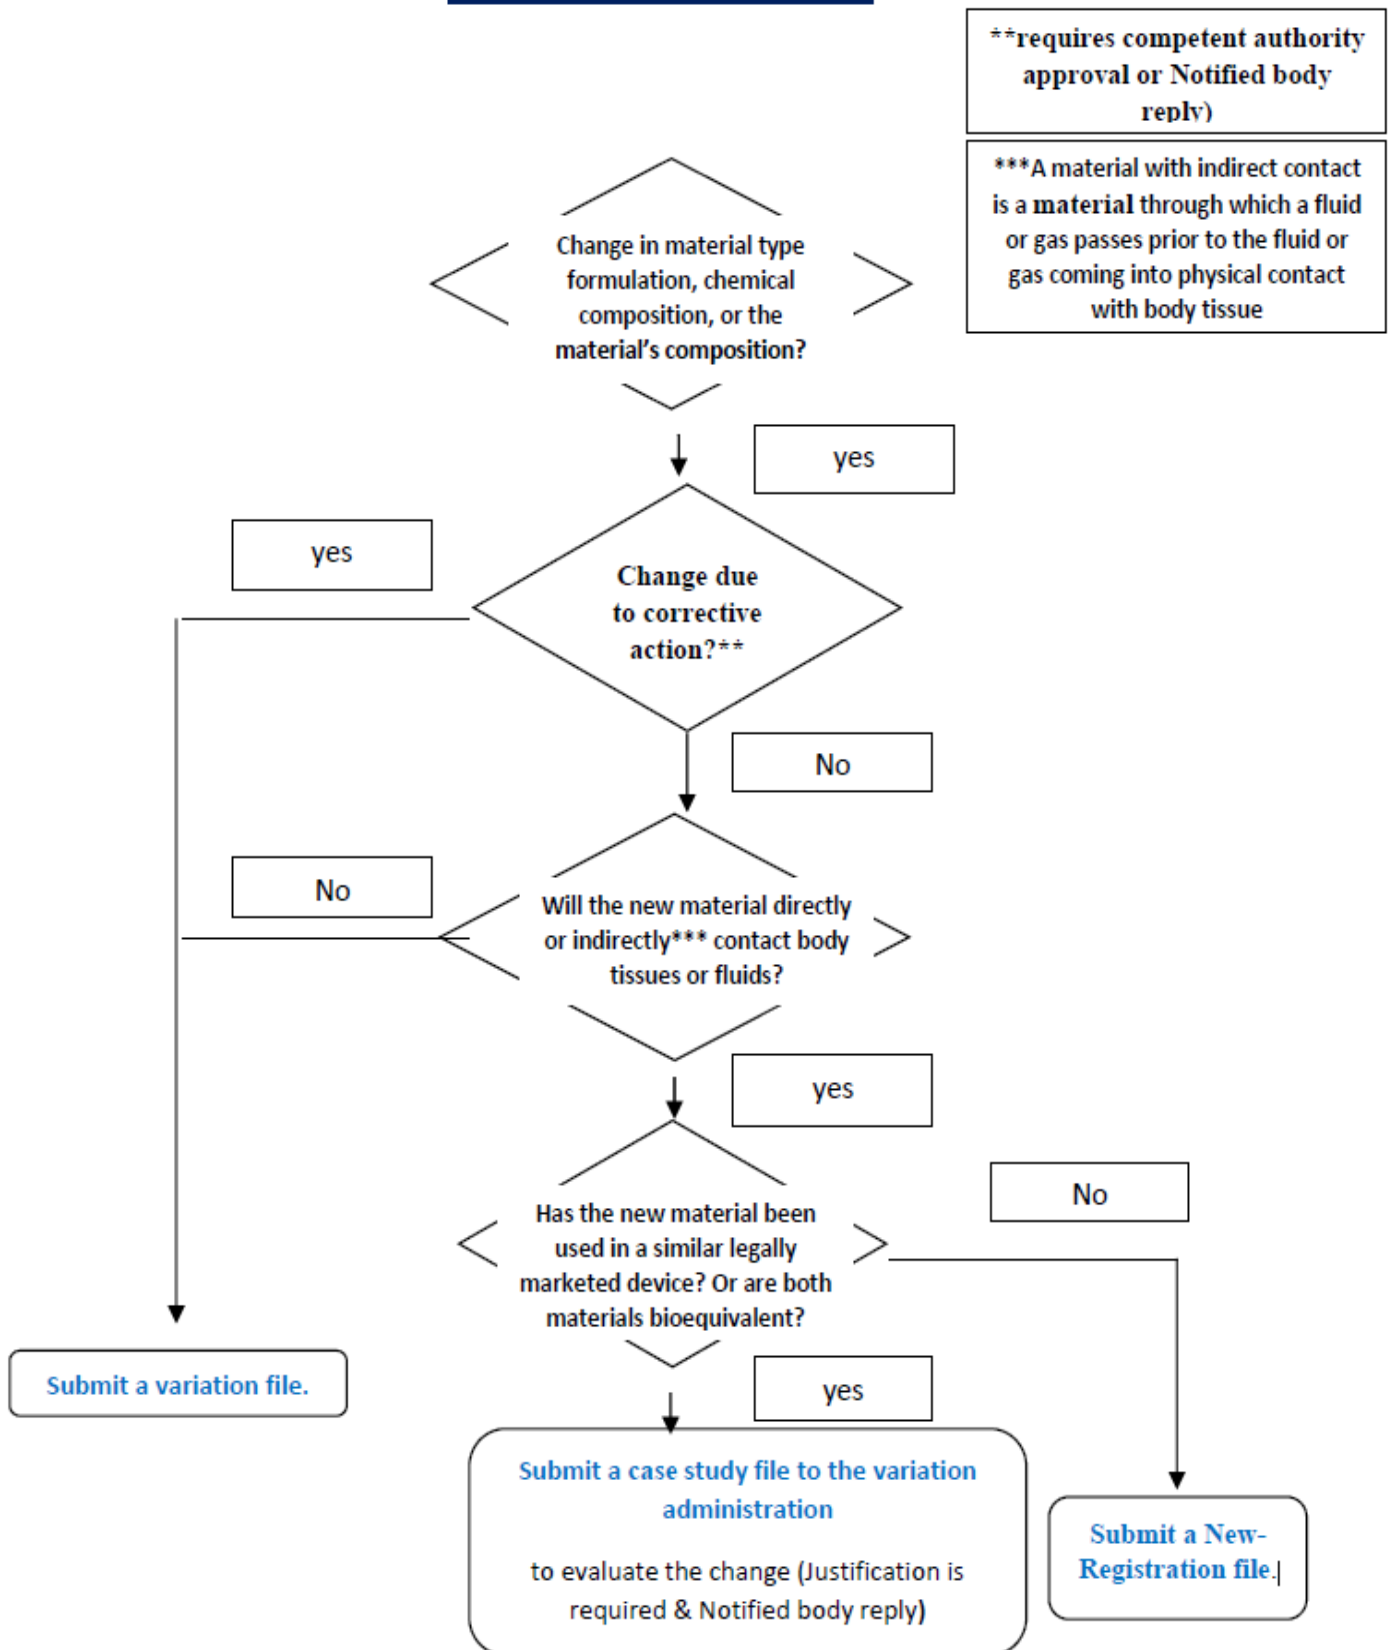 **requires competent authority
approval or Notified body
reply)
***A material with indirect contact
is a material through which a fluid
or gas passes prior to the fluid or
gas coming into physical contact
with body tissue
Change in material type
formulation, chemical
composition, or the
material's composition?
yes
yes
Change due
to corrective
action?**
No
No
Will the new material directly
or indirectly*** contact body
tissues or fluids?
yes
No
Has the new material been
used in a similar legally
marketed device? Or are both
materials bioequivalent?
Submit a variation file.
yes
Submit a case study file to the variation
administration
to evaluate the change (Justification is
required & Notified body reply)
Submit a New-
Registration file.